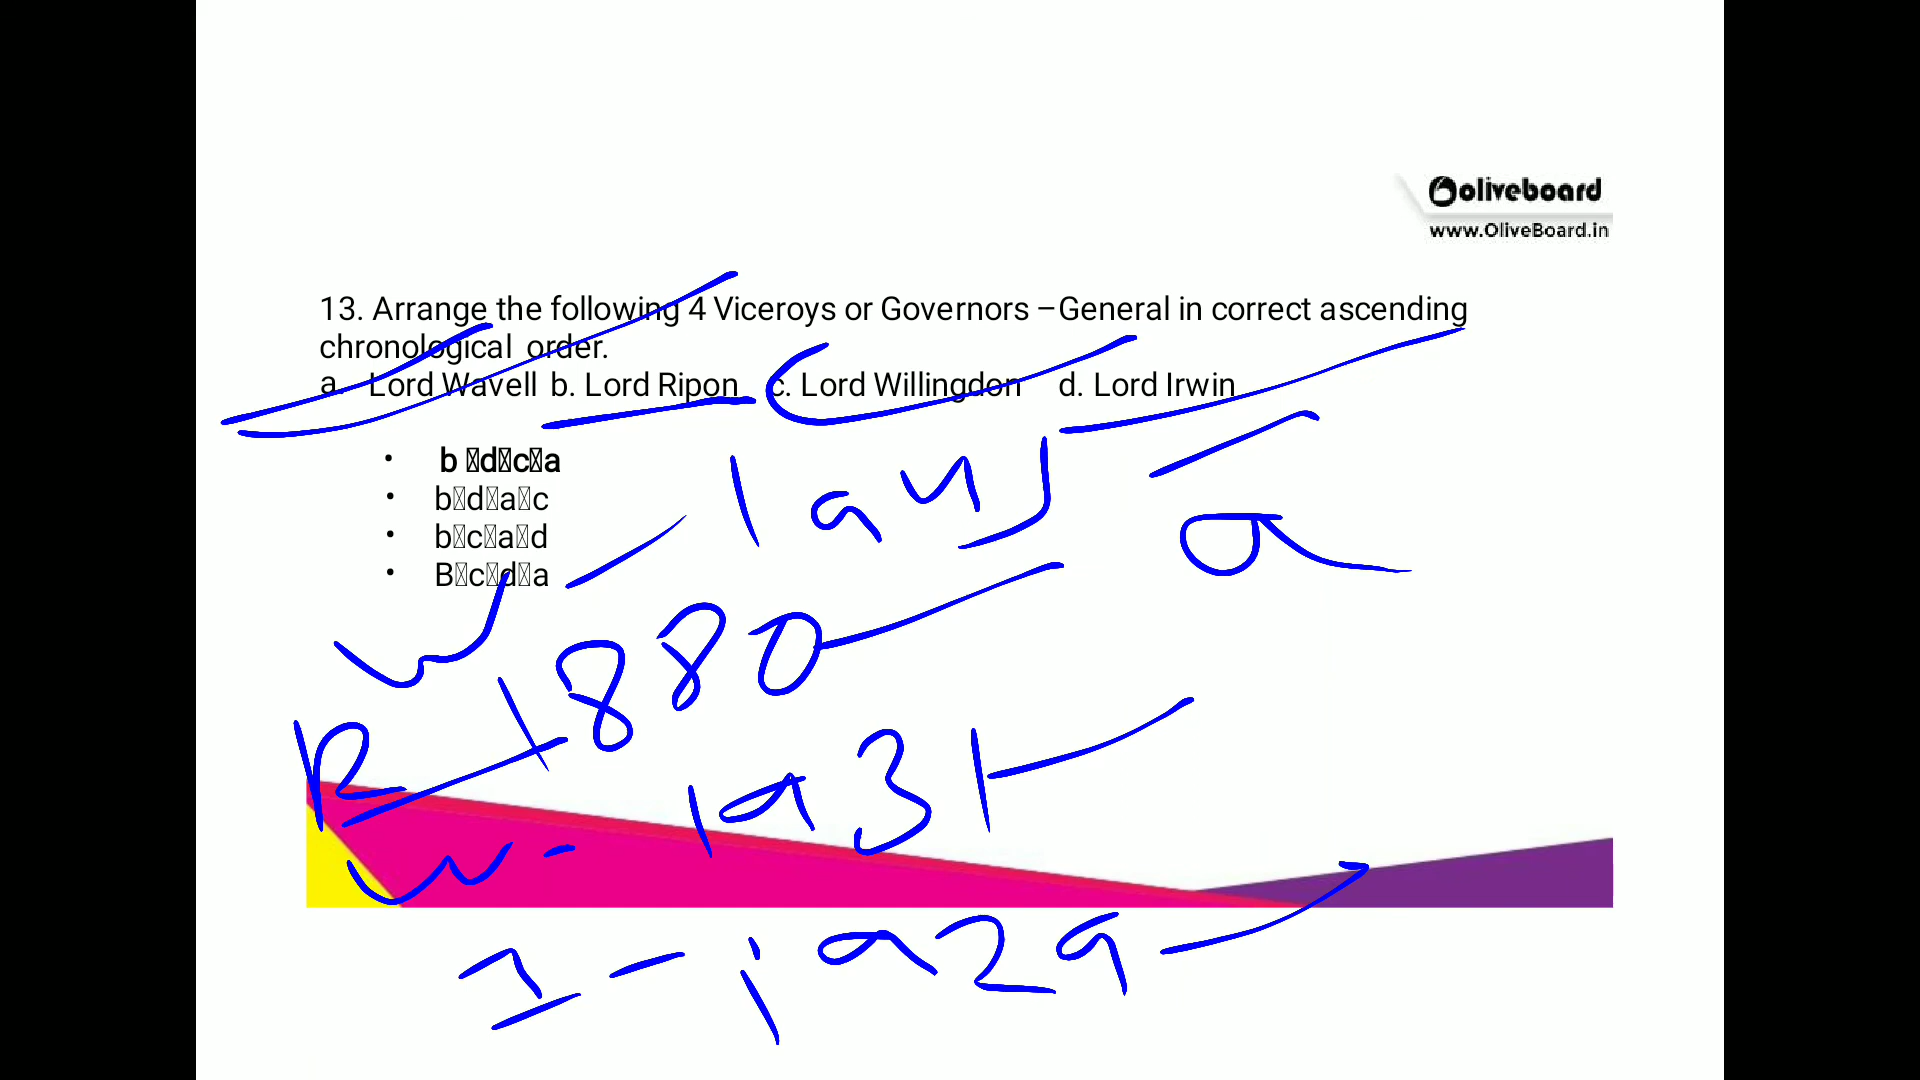 oliveboard
www.OliveBoard.in
13. Arrange the following 4 Viceroys or Governors –General in correct ascending
chronological order.
a. Lord Wavell b. Lord Ripon c. Lord Willingdon d. Lord Irwin
• b d c a
• b d a c
• b c a d
• B c d a
W 1945 a
R 1880
W - 1931
I - 1929